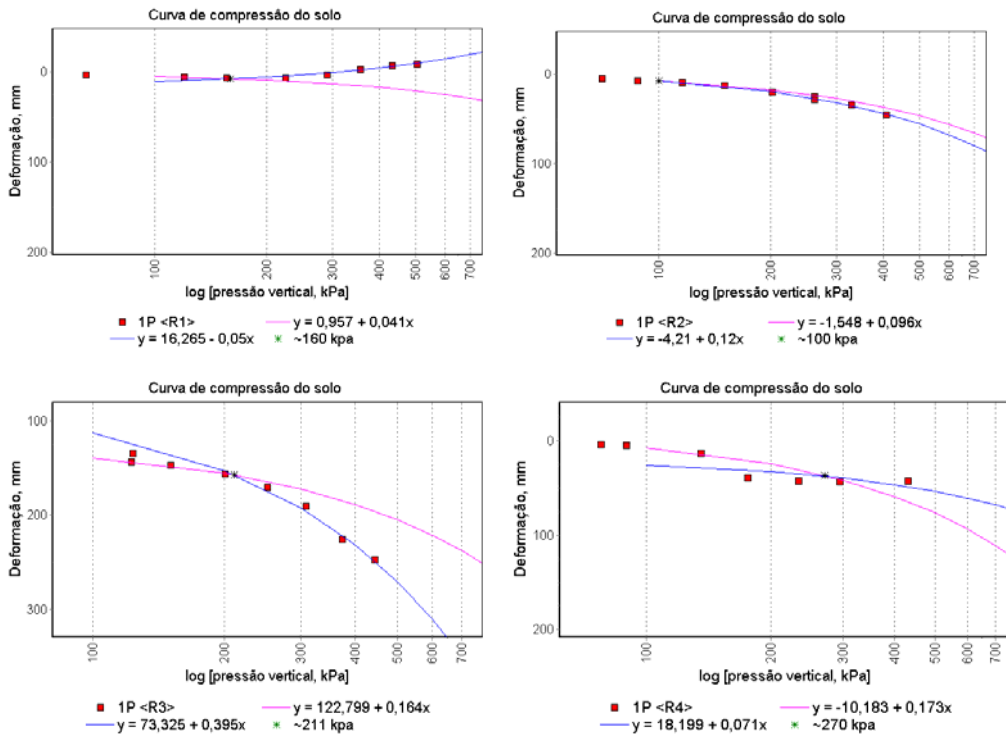 Curva de compressão do solo
Deformação, mm
0
100
200
100
200
300
400
500
600
700
log [pressão vertical, kPa]
1P <R1>
y = 0,957 + 0,041x
y = 16,265 - 0,05x
~160 kpa
Curva de compressão do solo
Deformação, mm
0
100
200
100
200
300
400
500
600
700
log [pressão vertical, kPa]
1P <R2>
y = -1,548 + 0,096x
y = -4,21 + 0,12x
~100 kpa
Curva de compressão do solo
Deformação, mm
100
200
300
100
200
300
400
500
600
700
log [pressão vertical, kPa]
1P <R3>
y = 122,799 + 0,164x
y = 73,325 + 0,395x
~211 kpa
Curva de compressão do solo
Deformação, mm
0
100
200
100
200
300
400
500
600
700
log [pressão vertical, kPa]
1P <R4>
y = -10,183 + 0,173x
y = 18,199 + 0,071x
~270 kpa